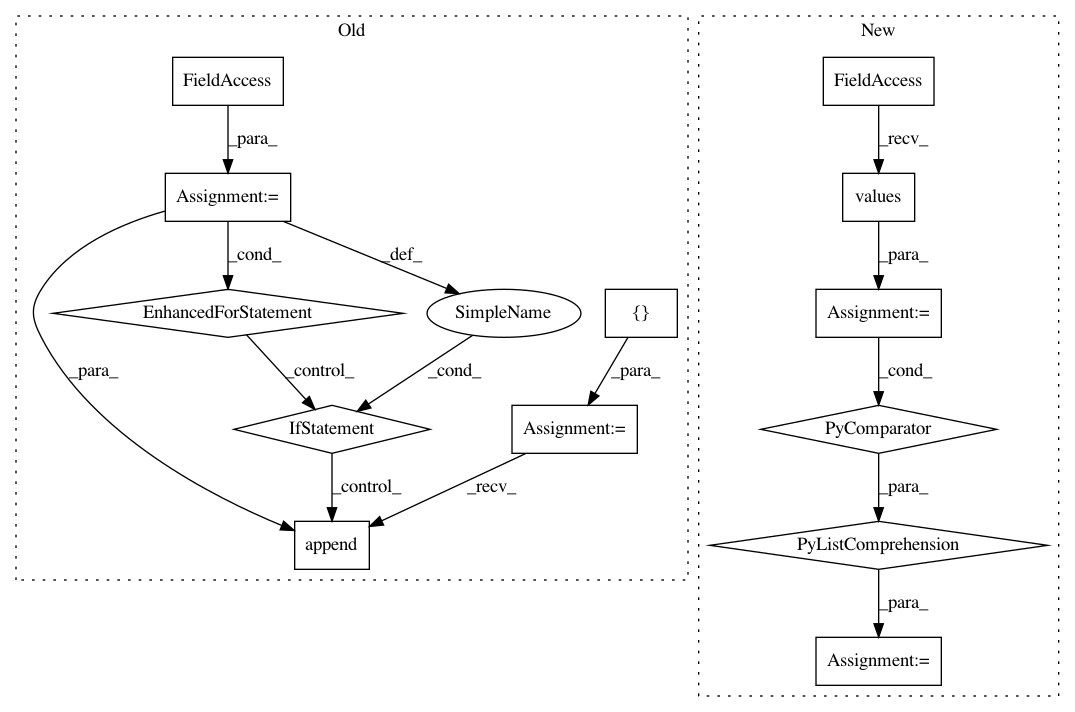 Old
New
FieldAccess
FieldAccess
_para_
_recv_
Assignment:=
values
_cond_
_def_
_para_
EnhancedForStatement
SimpleName
{}
Assignment:=
_para_
_control_
_cond_
_para_
_cond_
IfStatement
Assignment:=
PyComparator
_control_
_recv_
_para_
append
PyListComprehension
_para_
Assignment:=